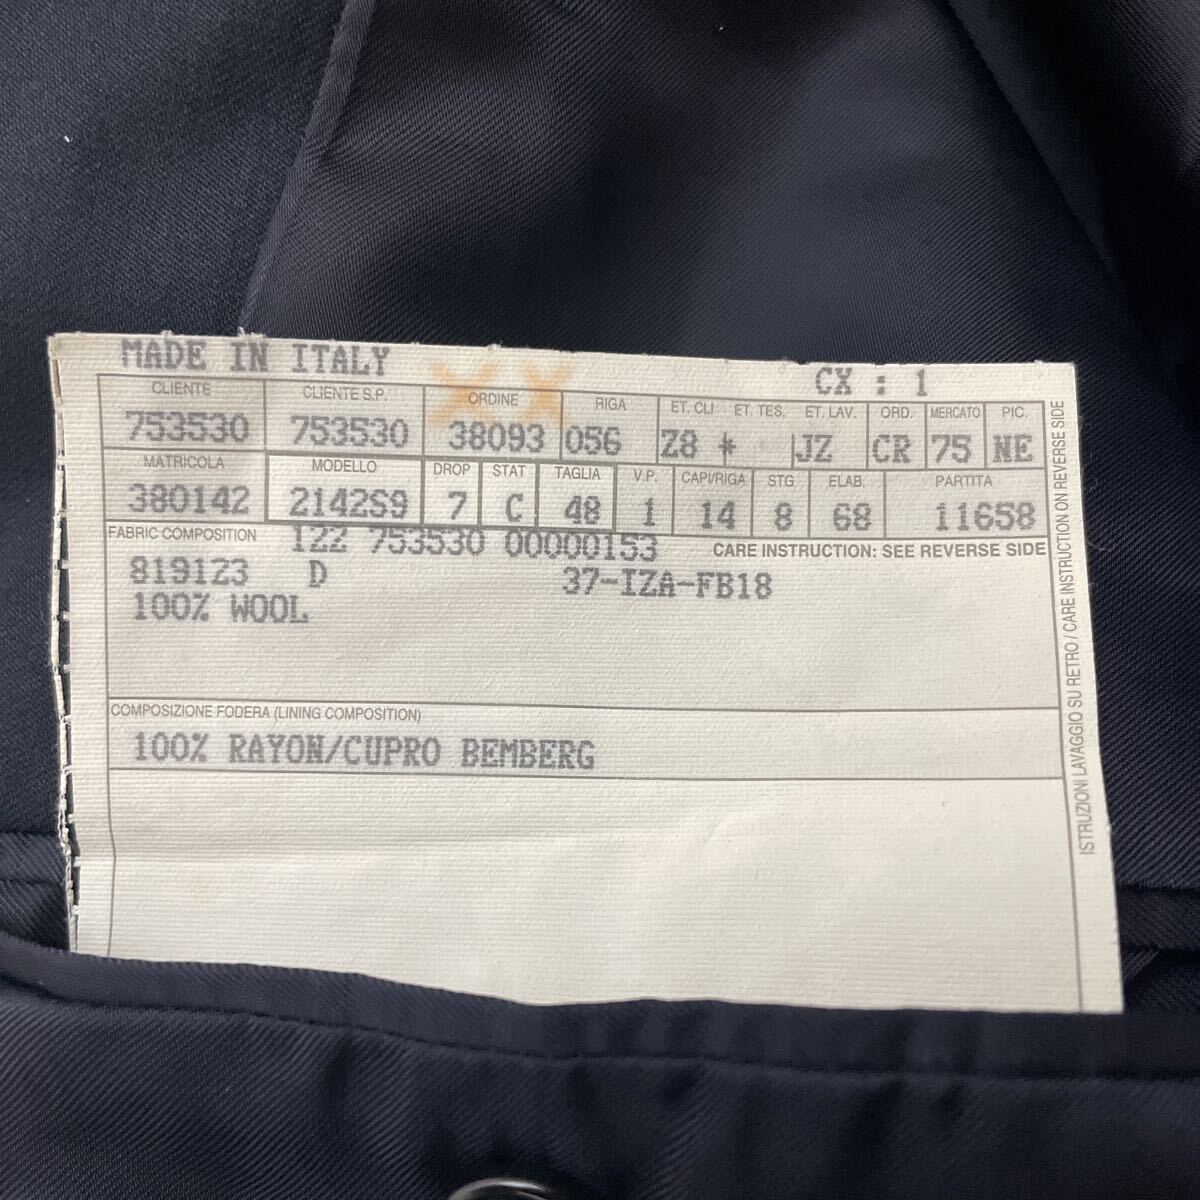 MADE IN ITALY
CX : 1
CLIENTE CLIENTE S.P. ORDINE RIGA ET. CLI ET. TES. ET. LAV. ORD. MERCATO PIC.
753530 753530 38093 056 Z8 * JZ CR 75 NE
MATRICOLA MODELLO DROP STAT TAGLIA V.P. CAPI/RIGA STG ELAB. PARTITA
380142 2142S9 7 C 48 1 14 8 68 11658
FABRIC COMPOSITION 1ZZ 753530 00000153 CARE INSTRUCTION: SEE REVERSE SIDE
819123 D 37-IZA-FB18
100% WOOL
COMPOSIZIONE FODERA (LINING COMPOSITION)
100% RAYON/CUPRO BEMBERG
ISTRUZIONI LAVAGGIO SU RETRO / CARE INSTRUCTION ON REVERSE SIDE